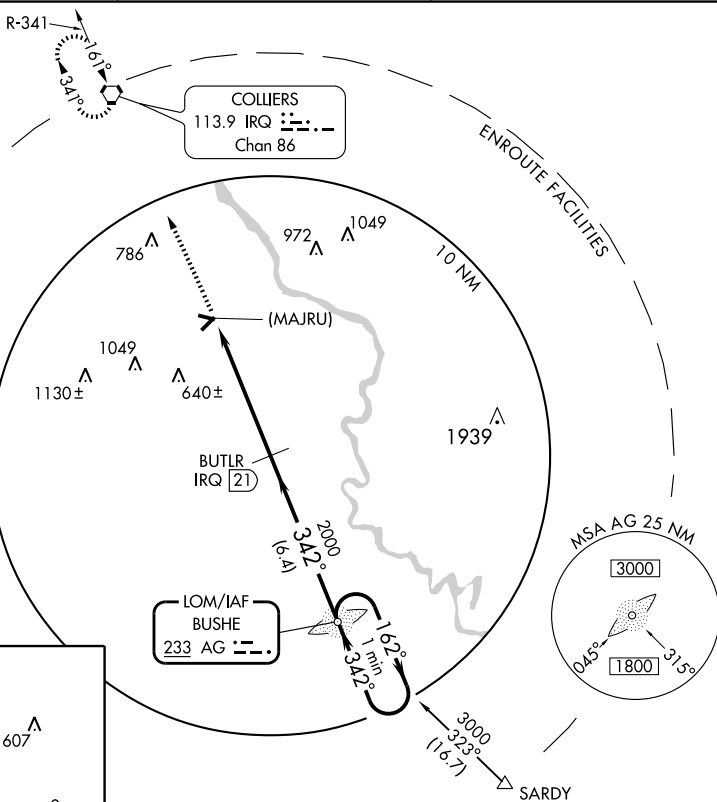 R-341
161°
341°
COLLIERS
113.9 IRQ
Chan 86
ENROUTE FACILITIES
10 NM
786
972
1049
(MAJRU)
1049
1130±
640±
1939
BUTLR
IRQ 21
2000
342°
(6.4)
MSA AG 25 NM
3000
045°
315°
1800
LOM/IAF
BUSHE
233 AG
162°
1 min
342°
3000
323°
(16.7)
SARDY
607